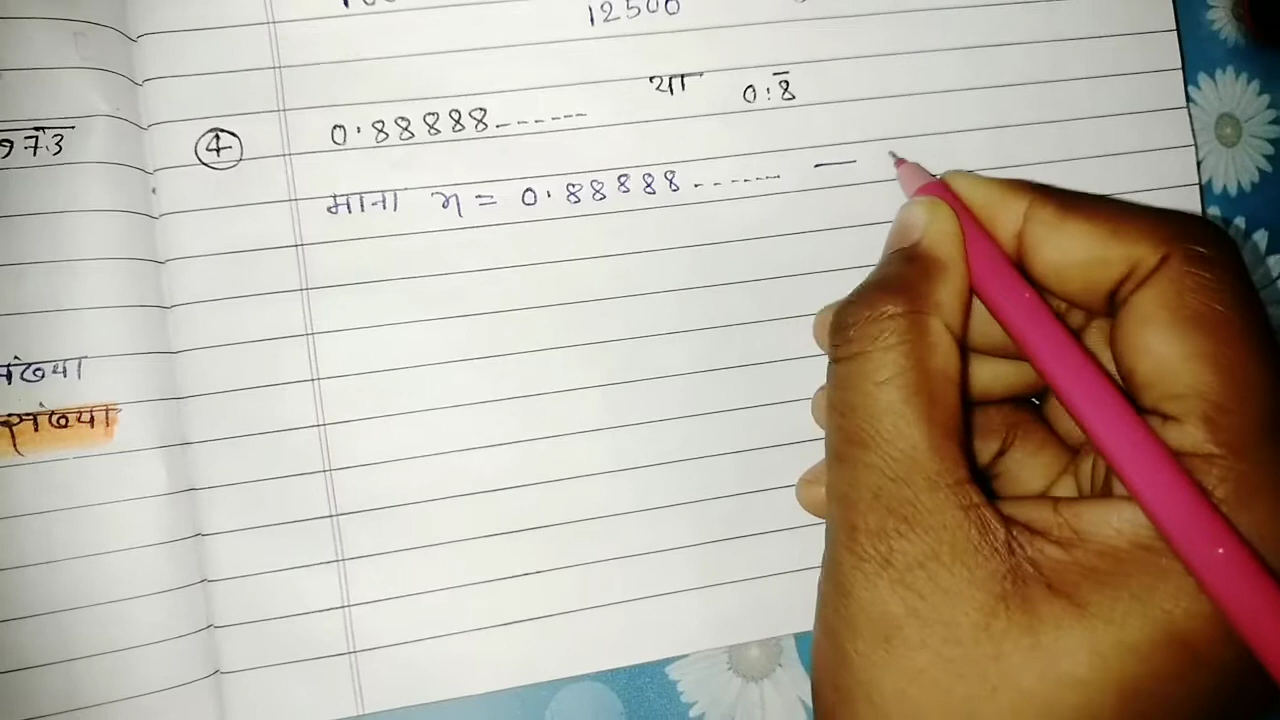 12500
973
④ 0.88888------ या 0.8̄
माना x = 0.88888------- —
संख्या
संख्या